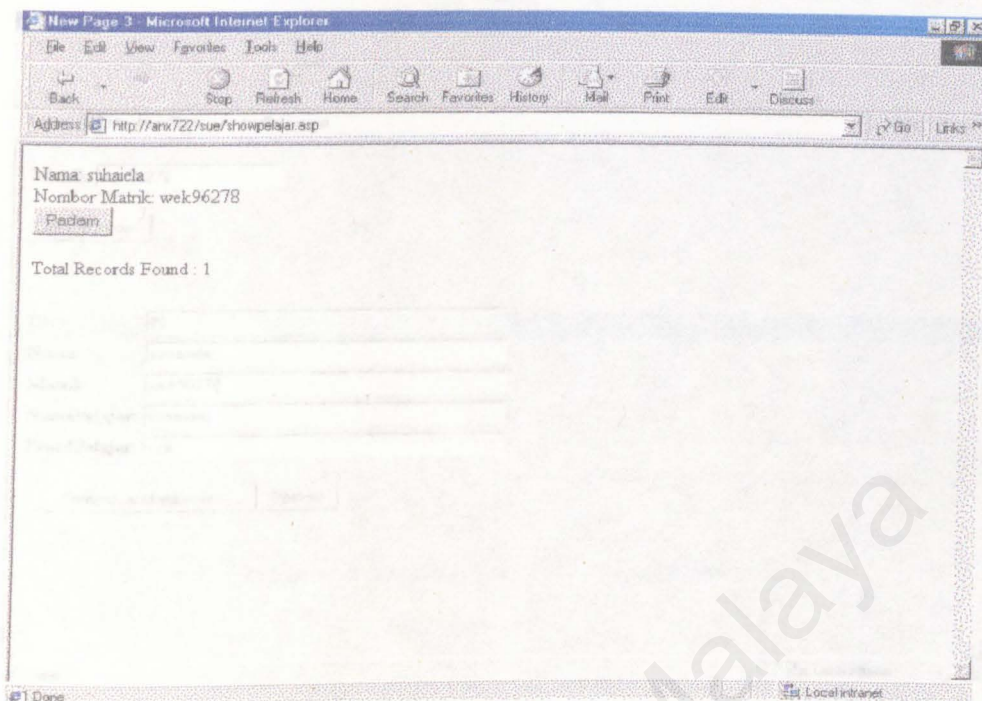 New Page 3 - Microsoft Internet Explorer
File Edit View Favorites Tools Help
Back Stop Refresh Home Search Favorites History Mail Print Edit Discuss
Address http://anx722/sue/showpelajar.asp Go Links »
Nama: suhaiela
Nombor Matrik: wek96278
Padam
Total Records Found : 1
Done Local intranet
Malaya